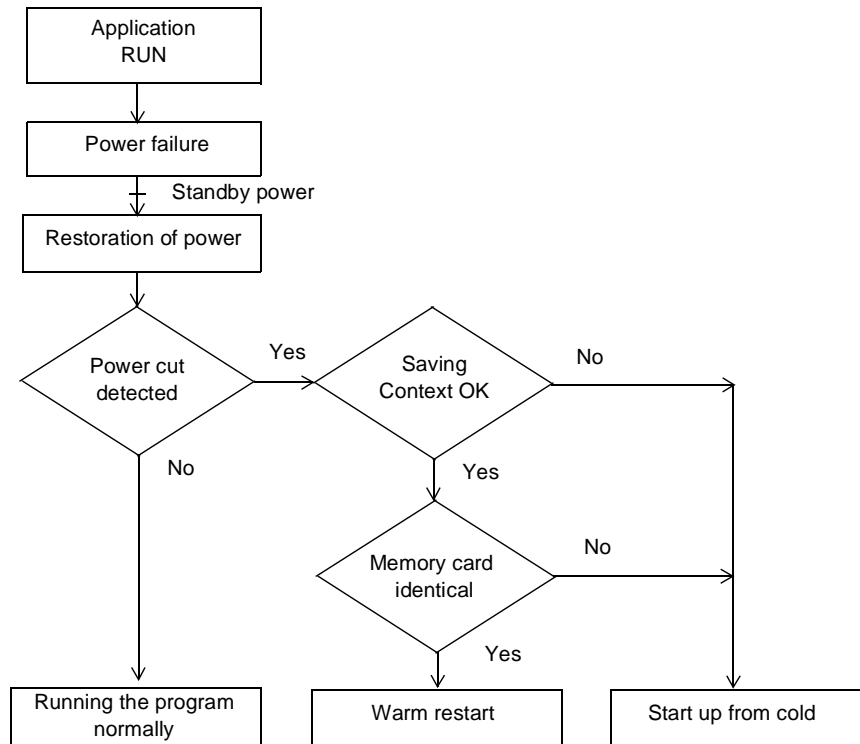 Application
RUN
Power failure
Standby power
Restoration of power
Power cut
detected
Yes
Saving
Context OK
No
No
Yes
Memory card
identical
No
Yes
Running the program
normally
Warm restart
Start up from cold